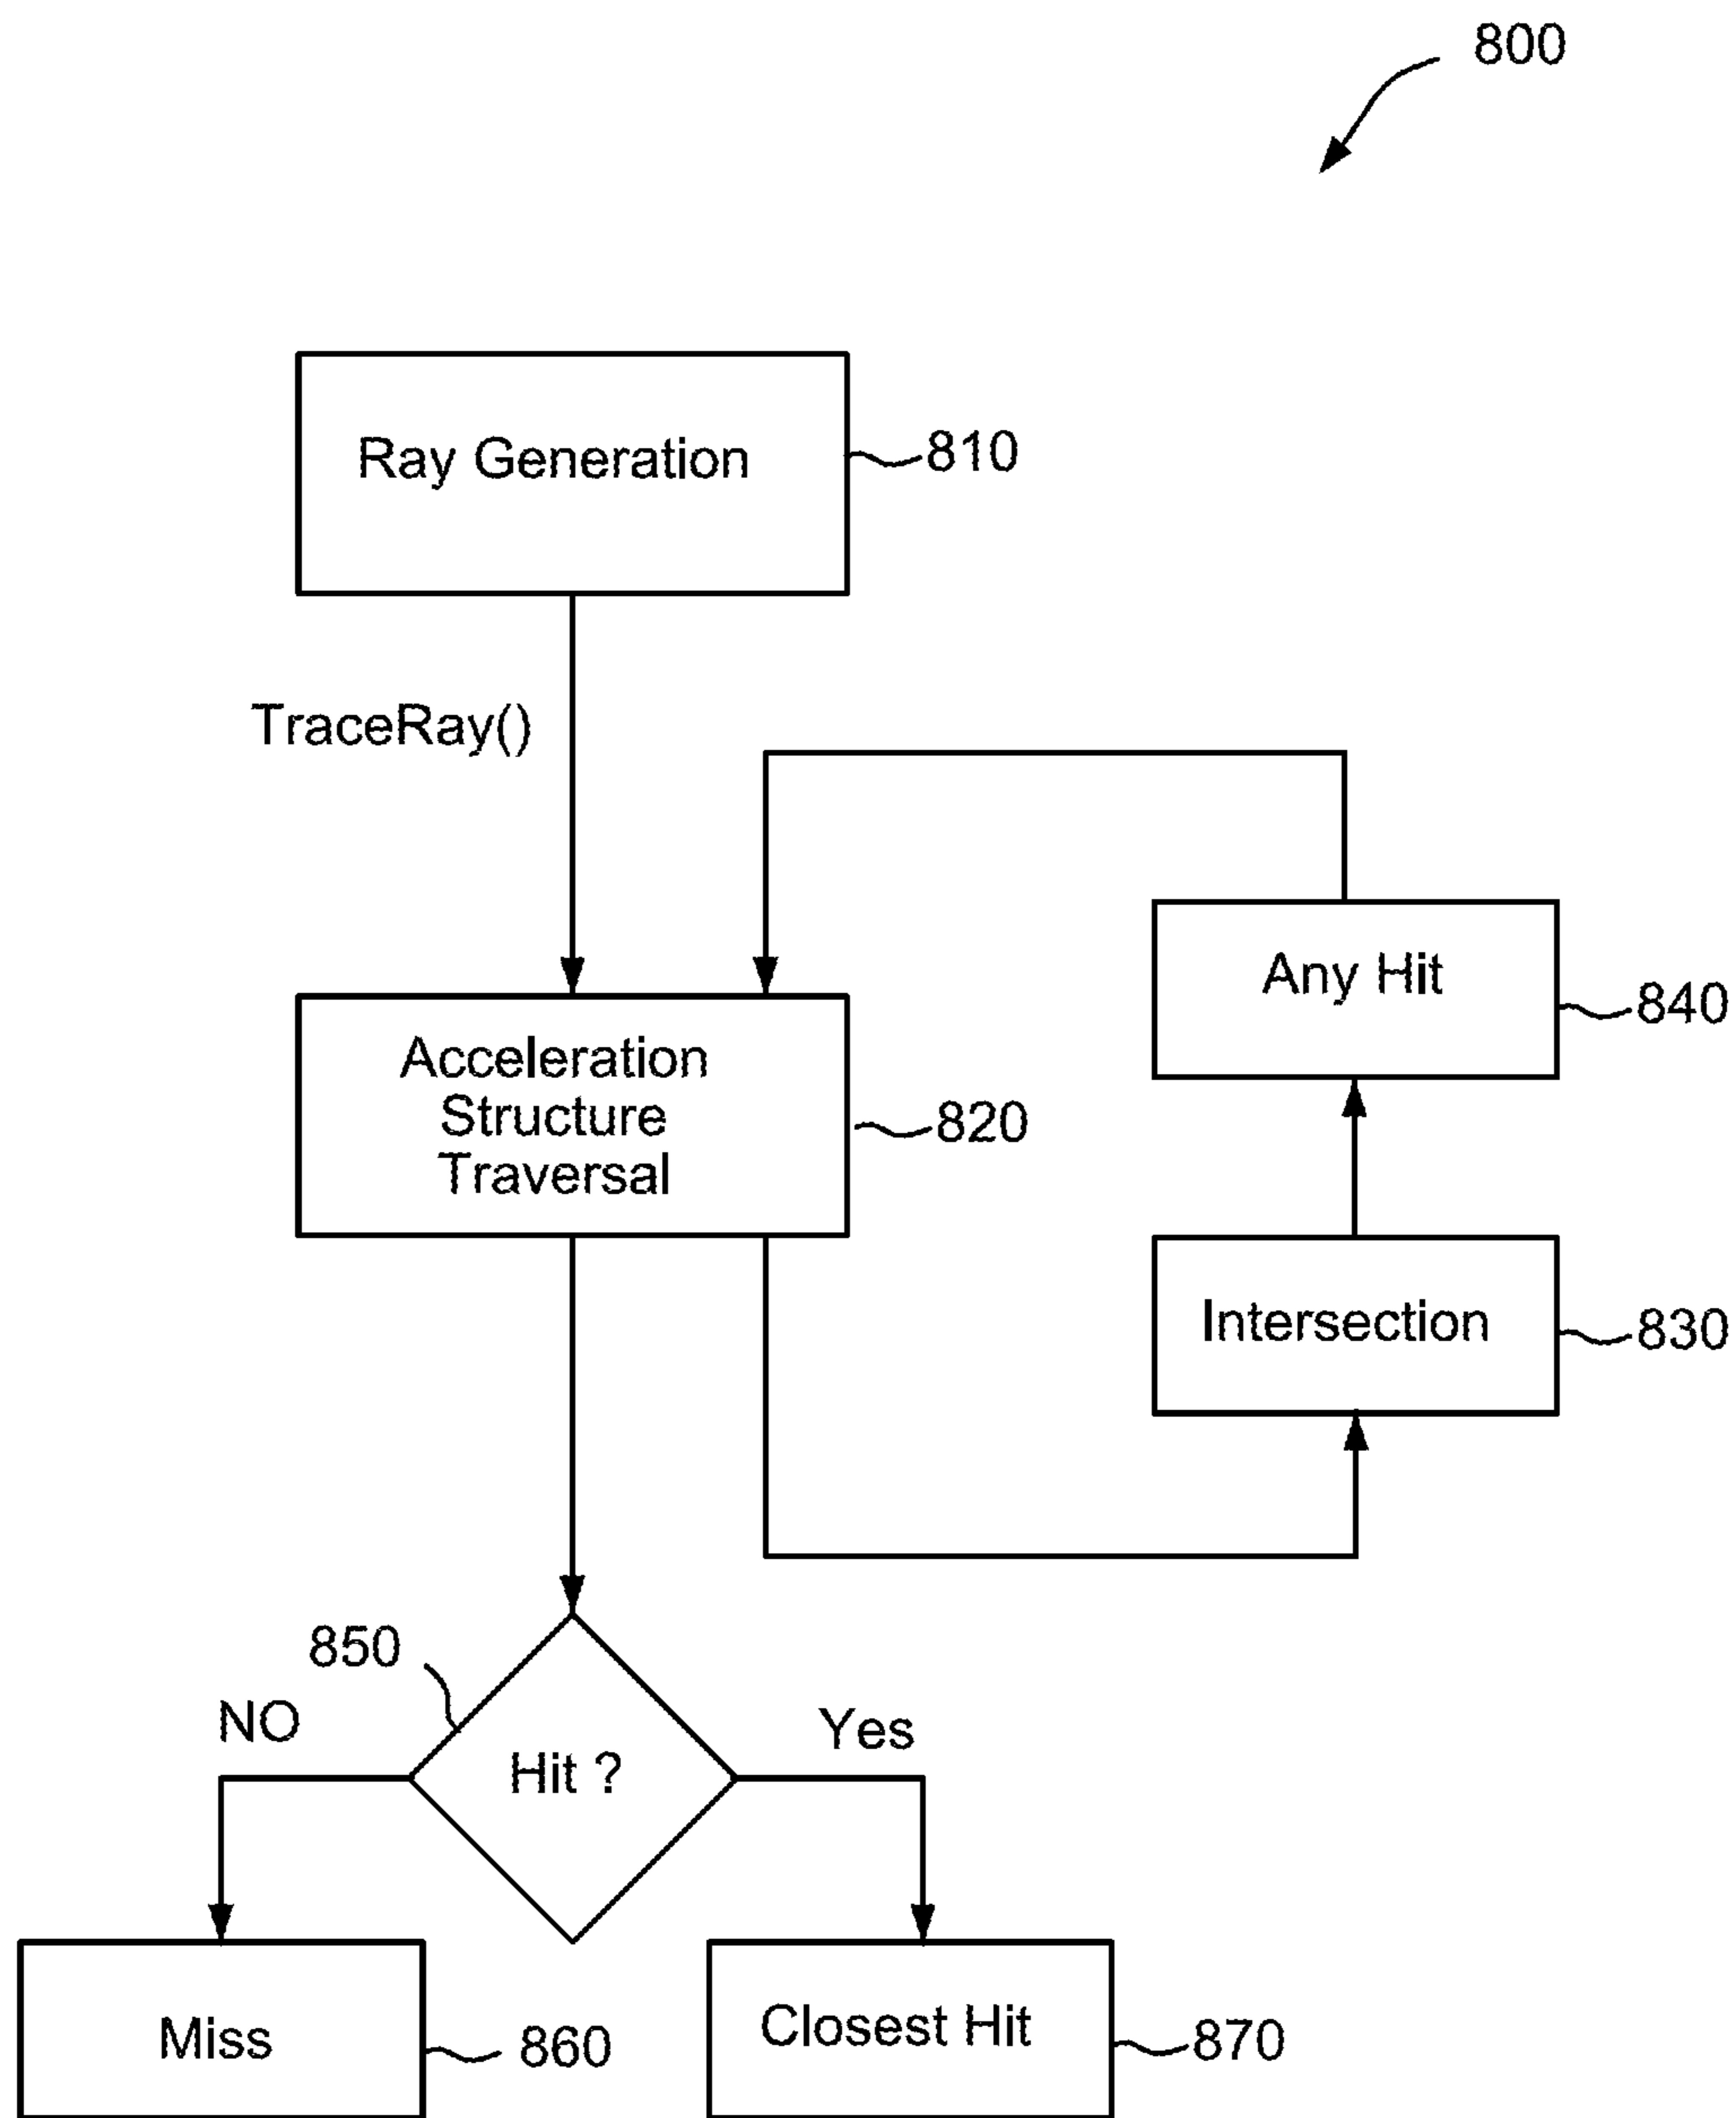 800
Ray Generation
810
TraceRay()
Any Hit
840
Acceleration
Structure
Traversal
820
Intersection
830
850
NO
Yes
Hit ?
Miss
860
Closest Hit
870